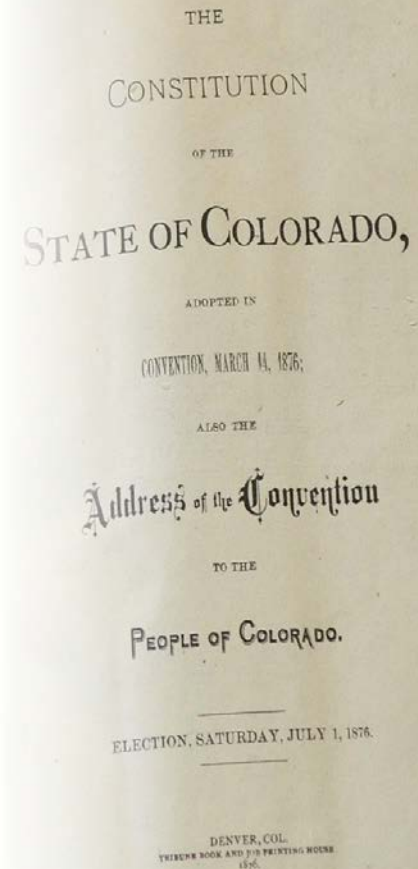 THE
CONSTITUTION
OF THE
STATE OF COLORADO,
ADOPTED IN
CONVENTION, MARCH 14, 1876;
ALSO THE
Address of the Convention
TO THE
PEOPLE OF COLORADO.
ELECTION, SATURDAY, JULY 1, 1876.
DENVER, COL.
TRIBUNE BOOK AND JOB PRINTING HOUSE
1876.